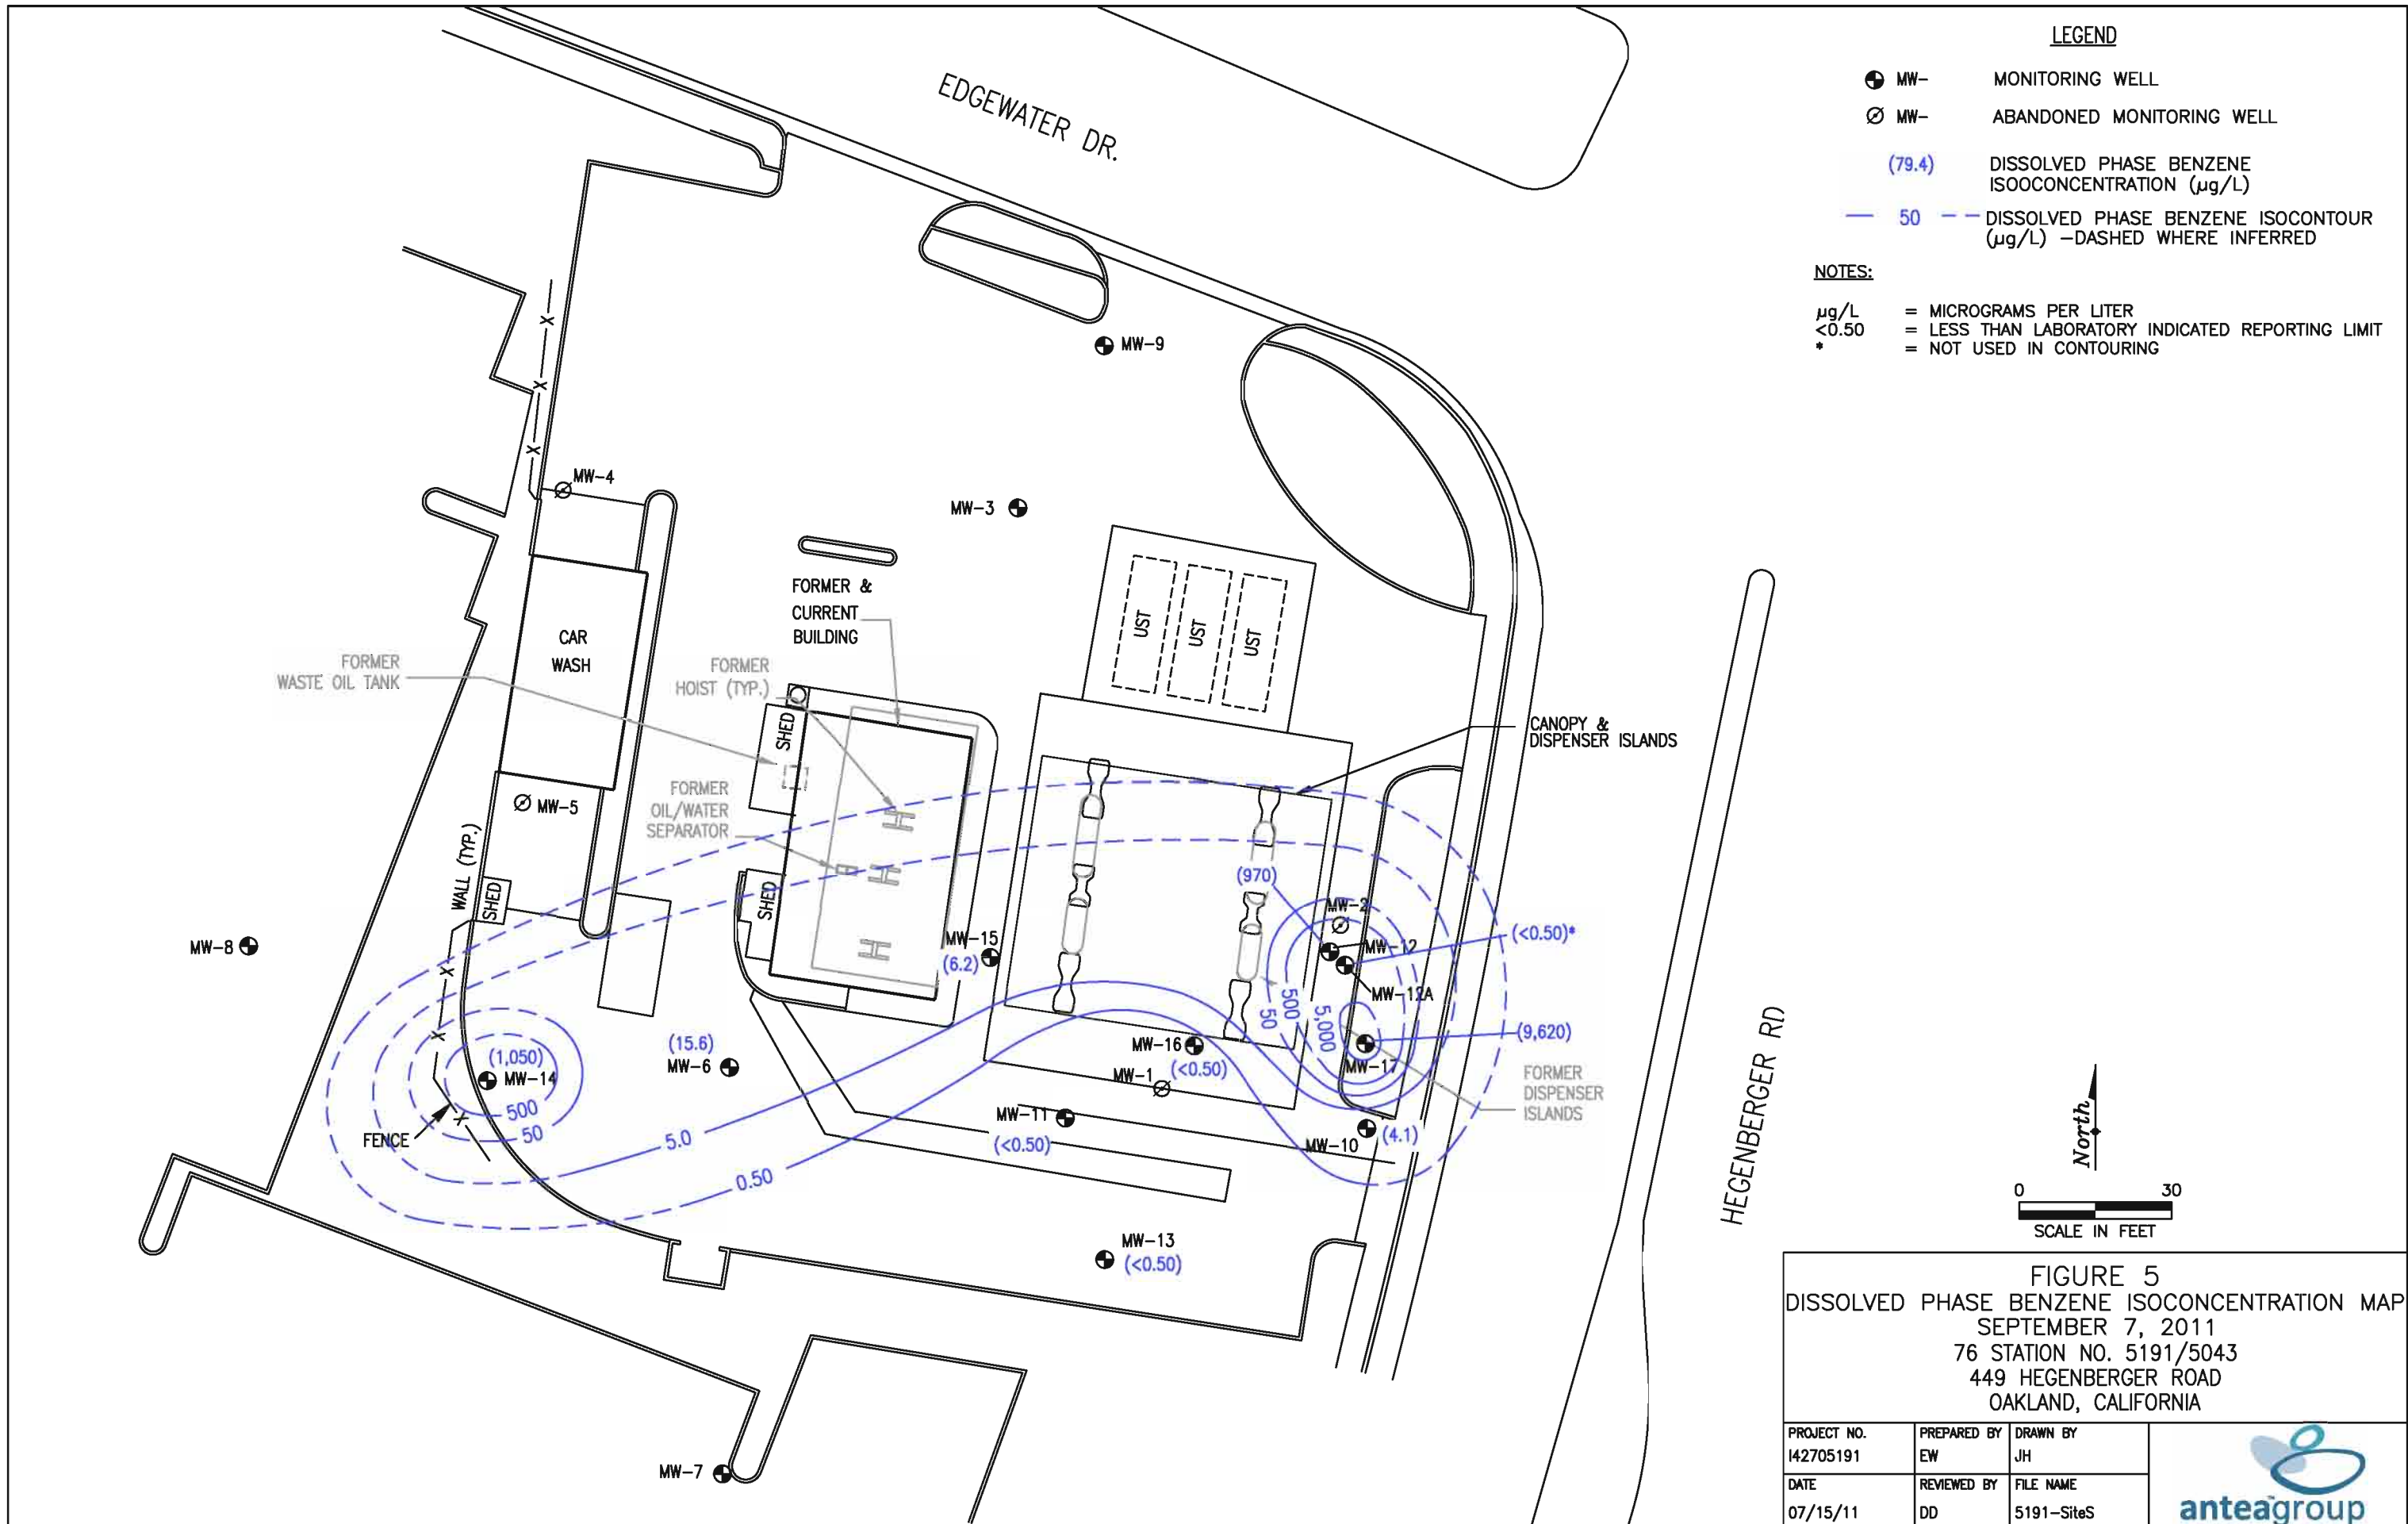 LEGEND
MW- MONITORING WELL
MW- ABANDONED MONITORING WELL
(79.4) DISSOLVED PHASE BENZENE
ISOOCONCENTRATION (µg/L)
50 DISSOLVED PHASE BENZENE ISOCONTOUR
(µg/L) -DASHED WHERE INFERRED
NOTES:
µg/L = MICROGRAMS PER LITER
<0.50 = LESS THAN LABORATORY INDICATED REPORTING LIMIT
* = NOT USED IN CONTOURING
EDGEWATER DR.
MW-9
X
X
X
MW-4
MW-3
FORMER &
CURRENT
BUILDING
CAR
WASH
UST
UST
UST
FORMER
WASTE OIL TANK
FORMER
HOIST (TYP.)
SHED
CANOPY &
DISPENSER ISLANDS
MW-5
FORMER
OIL/WATER
SEPARATOR
WALL (TYP.)
SHED
SHED
(970)
MW-2
MW-8
MW-15
(6.2)
MW-12
(<0.50)*
X
MW-12A
500
50
5,000
X
(15.6)
MW-6
(1,050)
MW-14
MW-16
(<0.50)
MW-1
(9,620)
MW-17
FORMER
DISPENSER
ISLANDS
500
50
X
FENCE
5.0
0.50
MW-11
(<0.50)
MW-10
(4.1)
HEGENBERGER RD
MW-13
(<0.50)
MW-7
North
0 30
SCALE IN FEET
FIGURE 5
DISSOLVED PHASE BENZENE ISOCONCENTRATION MAP
SEPTEMBER 7, 2011
76 STATION NO. 5191/5043
449 HEGENBERGER ROAD
OAKLAND, CALIFORNIA
PROJECT NO. PREPARED BY DRAWN BY
I42705191 EW JH
DATE REVIEWED BY FILE NAME
07/15/11 DD 5191-SiteS
anteagroup